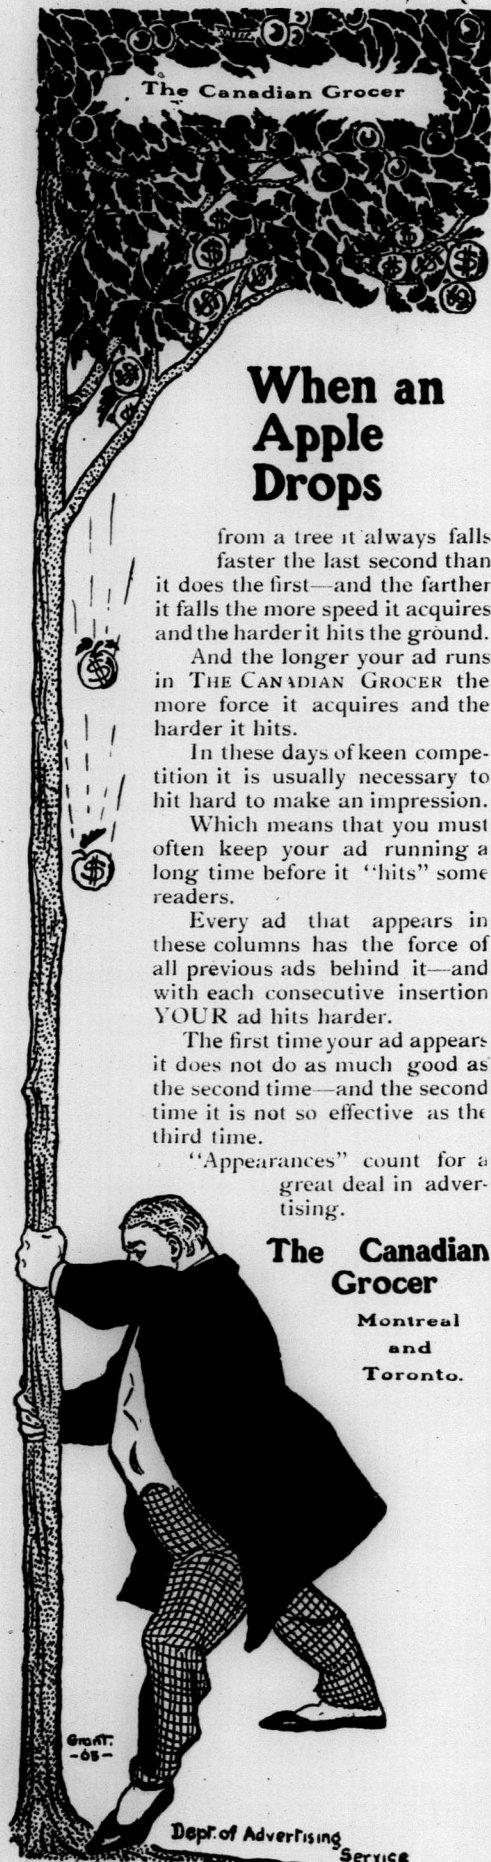 The Canadian Grocer
When an
Apple
Drops
from a tree it always falls
faster the last second than
it does the first—and the farther
it falls the more speed it acquires
and the harder it hits the ground.
And the longer your ad runs
in THE CANADIAN GROCER the
more force it acquires and the
harder it hits.
In these days of keen compe-
tition it is usually necessary to
hit hard to make an impression.
Which means that you must
often keep your ad running a
long time before it "hits" some
readers.
Every ad that appears in
these columns has the force of
all previous ads behind it—and
with each consecutive insertion
YOUR ad hits harder.
The first time your ad appears
it does not do as much good as
the second time—and the second
time it is not so effective as the
third time.
"Appearances" count for a
great deal in adver-
tising.
The Canadian
Grocer
Montreal
and
Toronto.
$
$
$
$
$
$
$
$
$
$
$
Grant.
-05-
Dept. of Advertising
Service